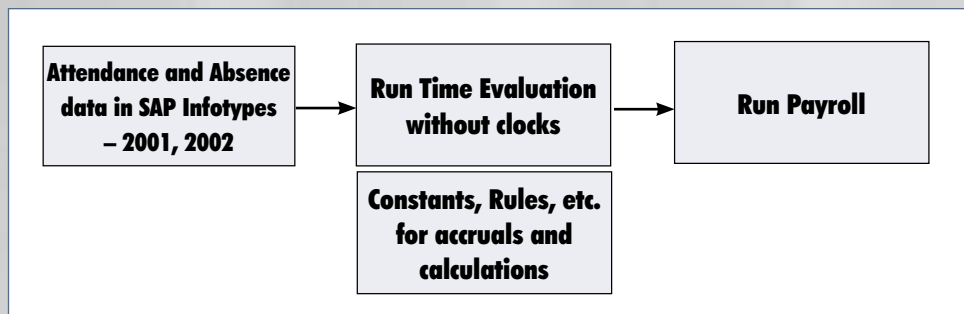 Attendance and Absence
data in SAP Infotypes
– 2001, 2002
Run Time Evaluation
without clocks
Run Payroll
Constants, Rules, etc.
for accruals and
calculations